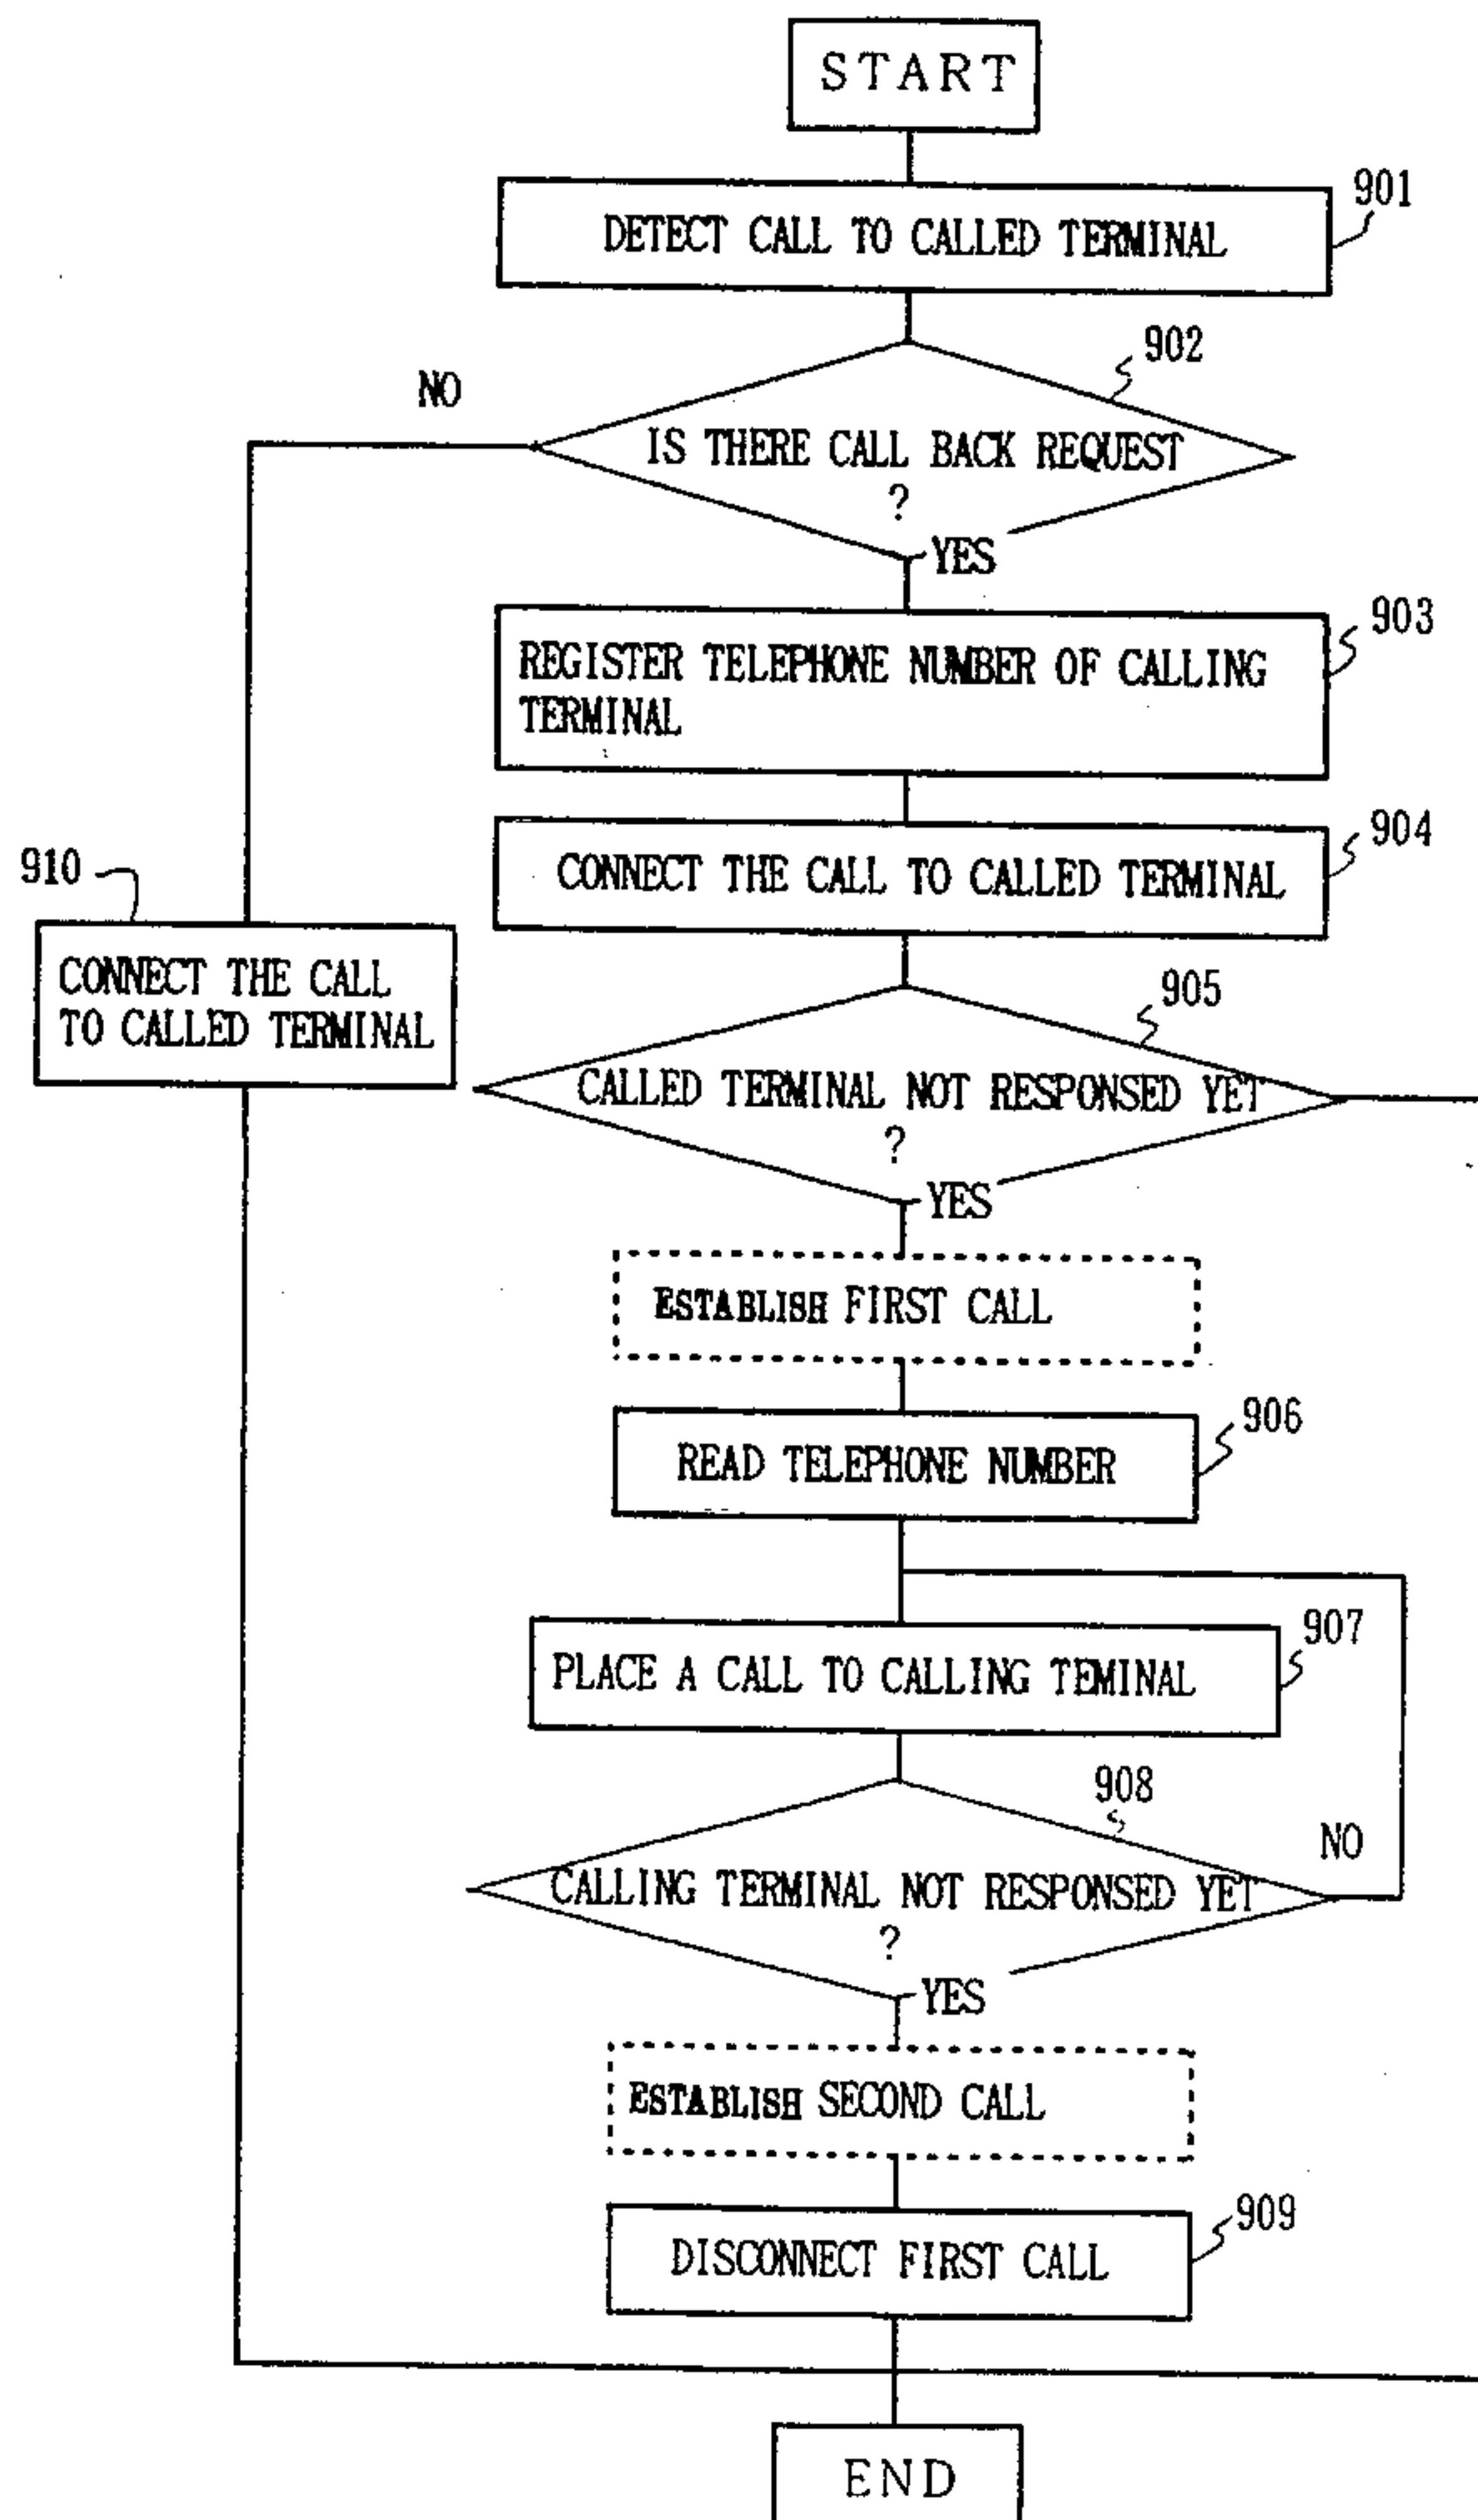 START
901
DETECT CALL TO CALLED TERMINAL
902
NO
IS THERE CALL BACK REQUEST
?
YES
903
REGISTER TELEPHONE NUMBER OF CALLING
TERMINAL
904
CONNECT THE CALL TO CALLED TERMINAL
910
CONNECT THE CALL
TO CALLED TERMINAL
905
CALLED TERMINAL NOT RESPONSED YET
?
YES
ESTABLISH FIRST CALL
906
READ TELEPHONE NUMBER
907
PLACE A CALL TO CALLING TEMINAL
908
NO
CALLING TERMINAL NOT RESPONSED YET
?
YES
ESTABLISH SECOND CALL
909
DISCONNECT FIRST CALL
END